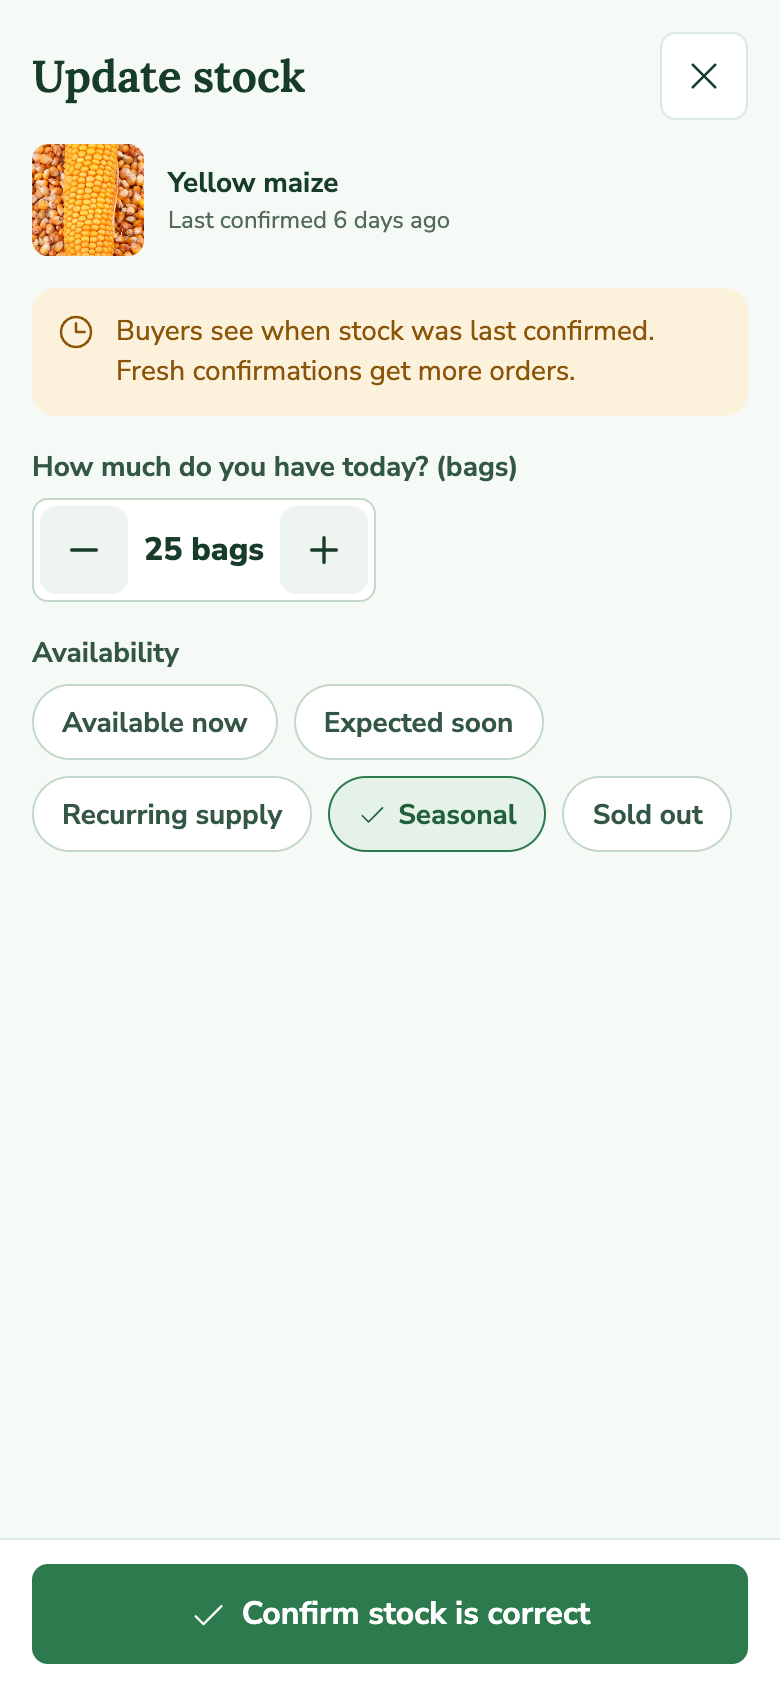 Update stock
Yellow maize
Last confirmed 6 days ago
Buyers see when stock was last confirmed.
Fresh confirmations get more orders.
How much do you have today? (bags)
25 bags
Availability
Available now
Expected soon
Recurring supply
Seasonal
Sold out
Confirm stock is correct